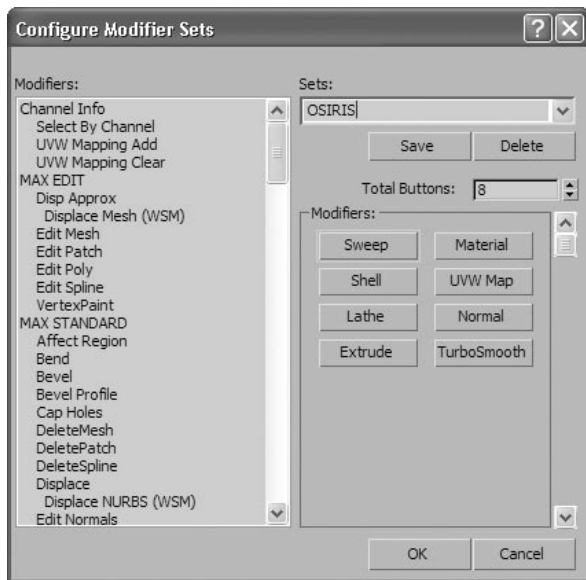 Configure Modifier Sets
Modifiers:
Channel Info
Select By Channel
UVW Mapping Add
UVW Mapping Clear
MAX EDIT
Disp Approx
Displace Mesh (WSM)
Edit Mesh
Edit Patch
Edit Poly
Edit Spline
VertexPaint
MAX STANDARD
Affect Region
Bend
Bevel
Bevel Profile
Cap Holes
DeleteMesh
DeletePatch
DeleteSpline
Displace
Displace NURBS (WSM)
Edit Normals
Sets:
OSIRIS
Save Delete
Total Buttons: 8
Modifiers:
Sweep Material
Shell UVW Map
Lathe Normal
Extrude TurboSmooth
OK Cancel